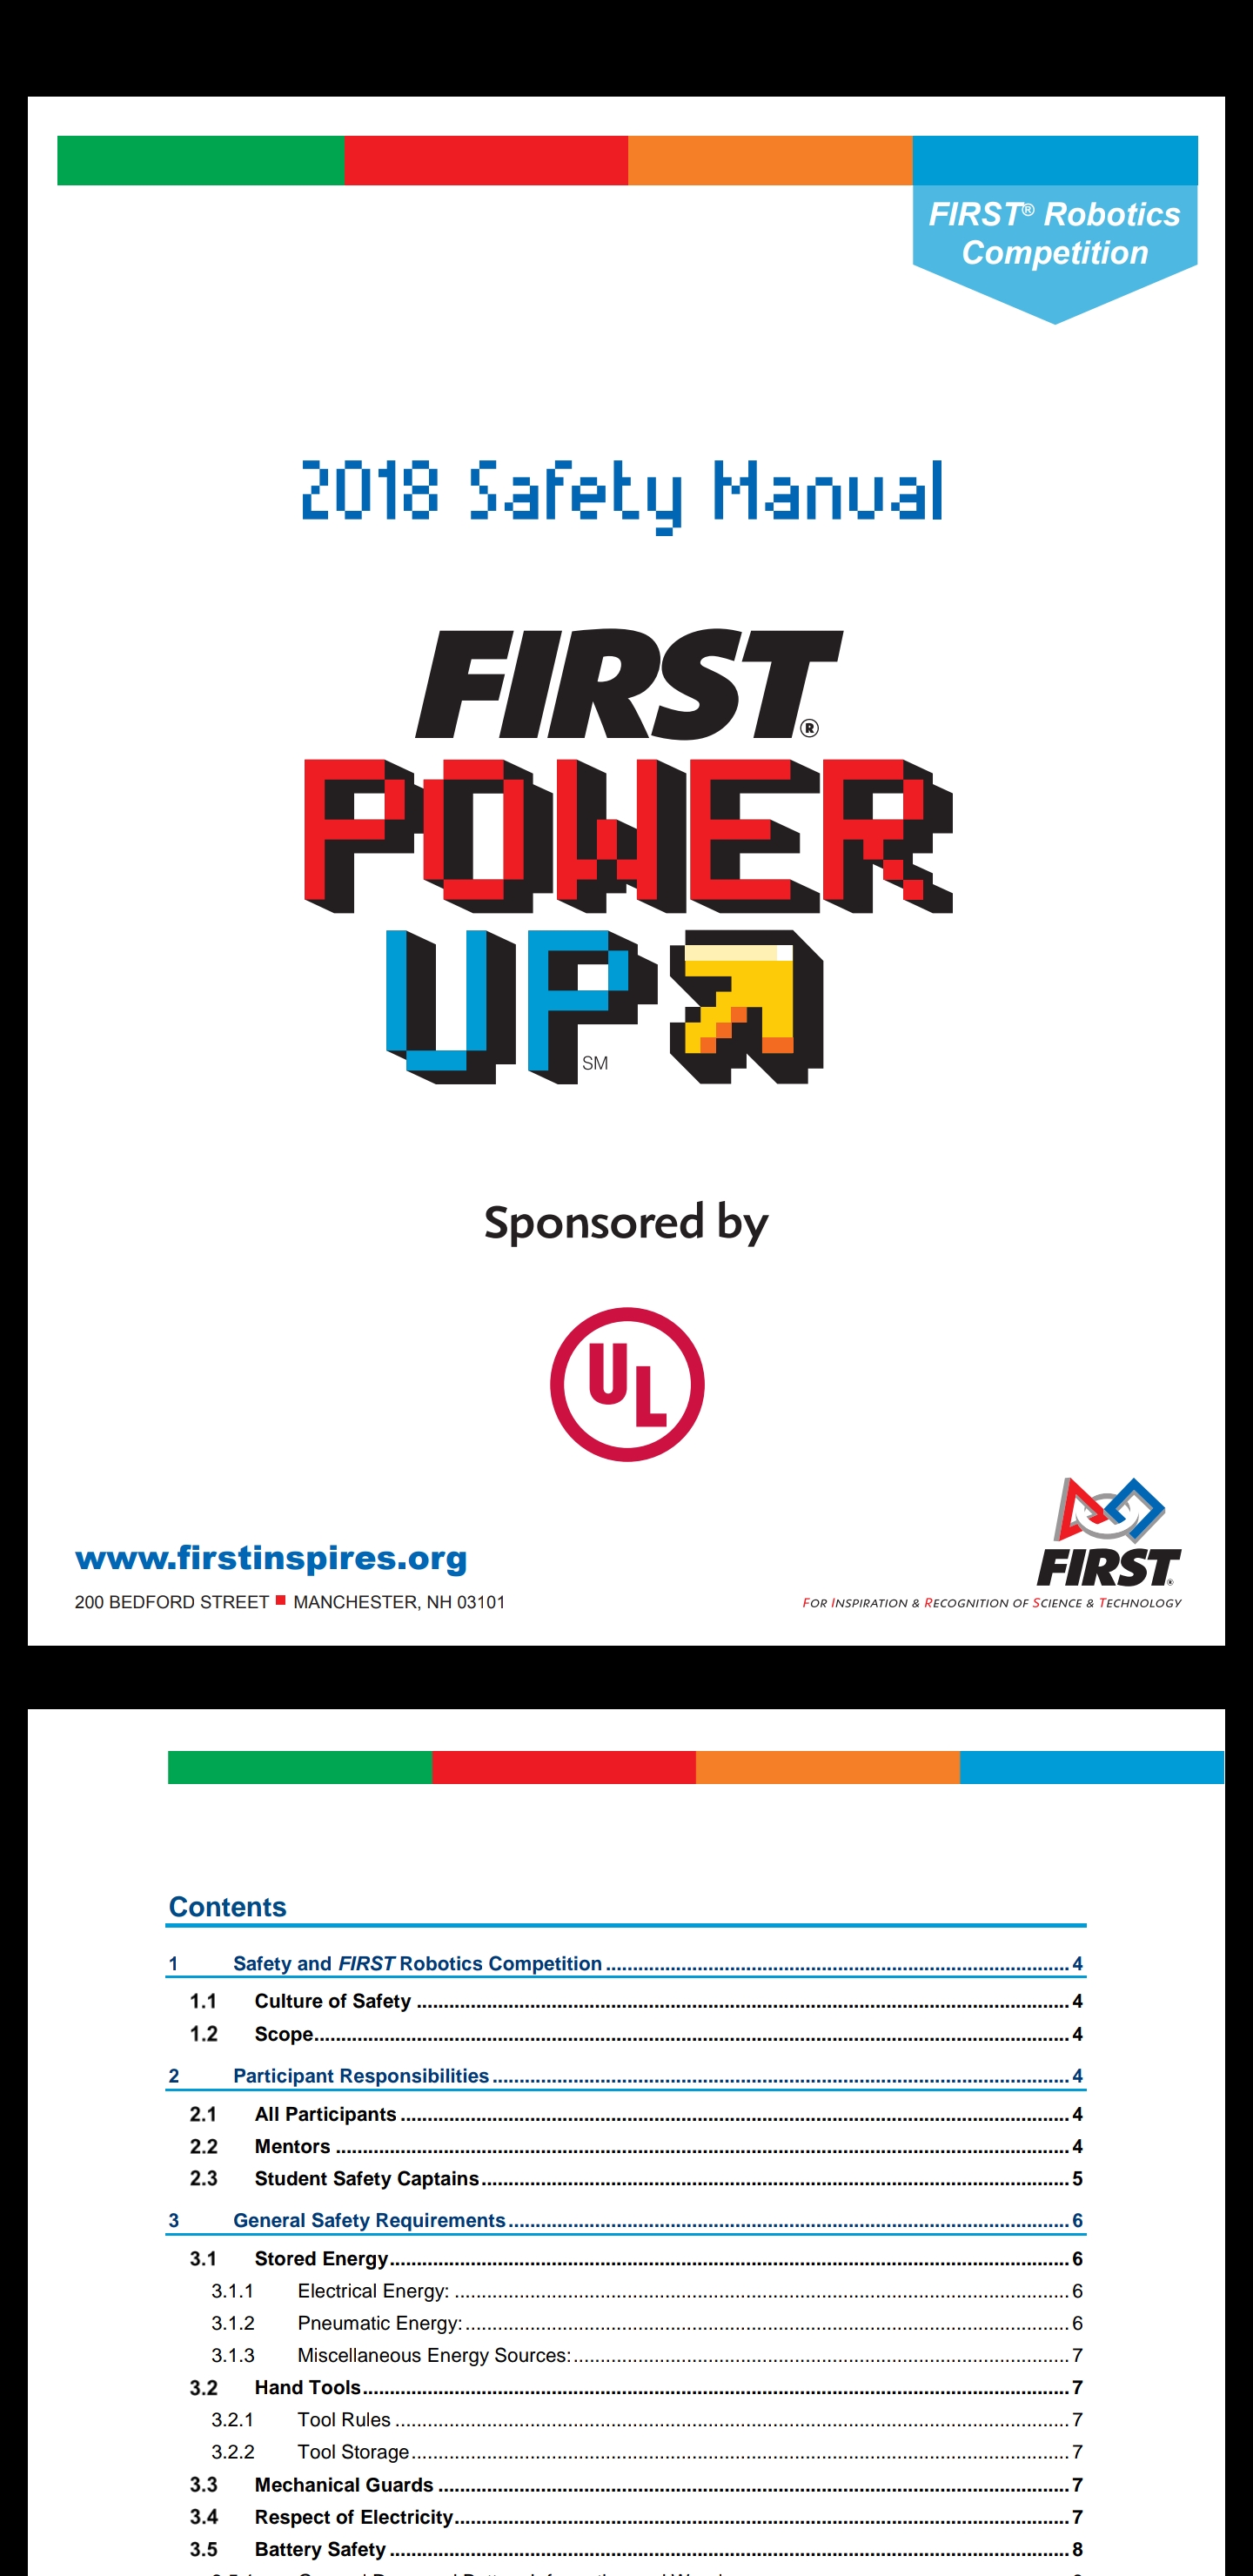 FIRST® Robotics
Competition
2018 Safety Manual
FIRST®
POWER
UP
SM
Sponsored by
UL
www.firstinspires.org
200 BEDFORD STREET ■ MANCHESTER, NH 03101
FIRST®
FOR INSPIRATION & RECOGNITION OF SCIENCE & TECHNOLOGY
Contents
1 Safety and FIRST Robotics Competition ........ 4
1.1 Culture of Safety ........ 4
1.2 Scope ........ 4
2 Participant Responsibilities ........ 4
2.1 All Participants ........ 4
2.2 Mentors ........ 4
2.3 Student Safety Captains ........ 5
3 General Safety Requirements ........ 6
3.1 Stored Energy ........ 6
3.1.1 Electrical Energy: ........ 6
3.1.2 Pneumatic Energy: ........ 6
3.1.3 Miscellaneous Energy Sources: ........ 7
3.2 Hand Tools ........ 7
3.2.1 Tool Rules ........ 7
3.2.2 Tool Storage ........ 7
3.3 Mechanical Guards ........ 7
3.4 Respect of Electricity ........ 7
3.5 Battery Safety ........ 8